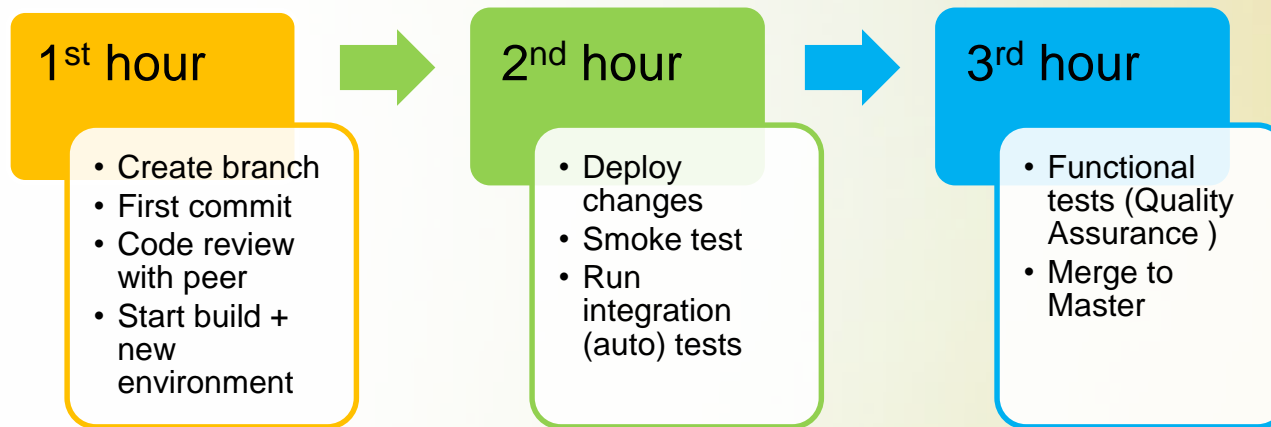 1st hour
• Create branch
• First commit
• Code review
with peer
• Start build +
new
environment
2nd hour
• Deploy
changes
• Smoke test
• Run
integration
(auto) tests
3rd hour
• Functional
tests (Quality
Assurance )
• Merge to
Master